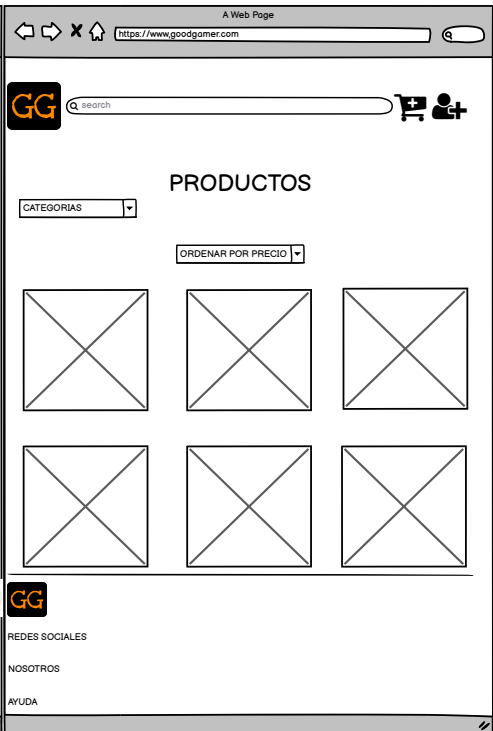 A Web Page
https://www.goodgamer.com
GG
search
PRODUCTOS
CATEGORIAS
ORDENAR POR PRECIO
GG
REDES SOCIALES
NOSOTROS
AYUDA